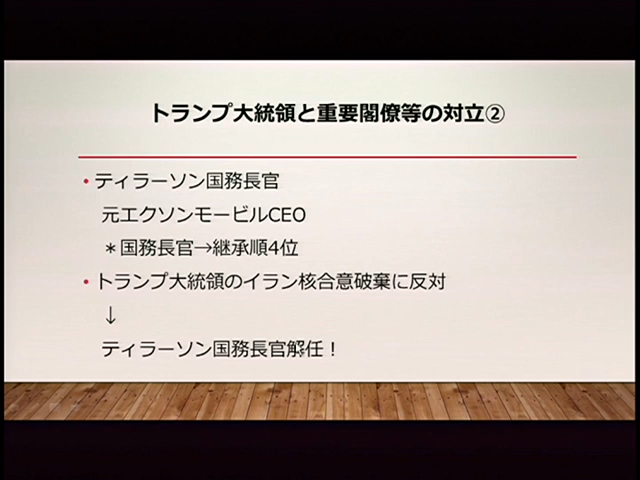 トランプ大統領と重要閣僚等の対立②
• ティラーソン国務長官
元エクソンモービルCEO
＊国務長官→継承順4位
• トランプ大統領のイラン核合意破棄に反対
↓
ティラーソン国務長官解任！